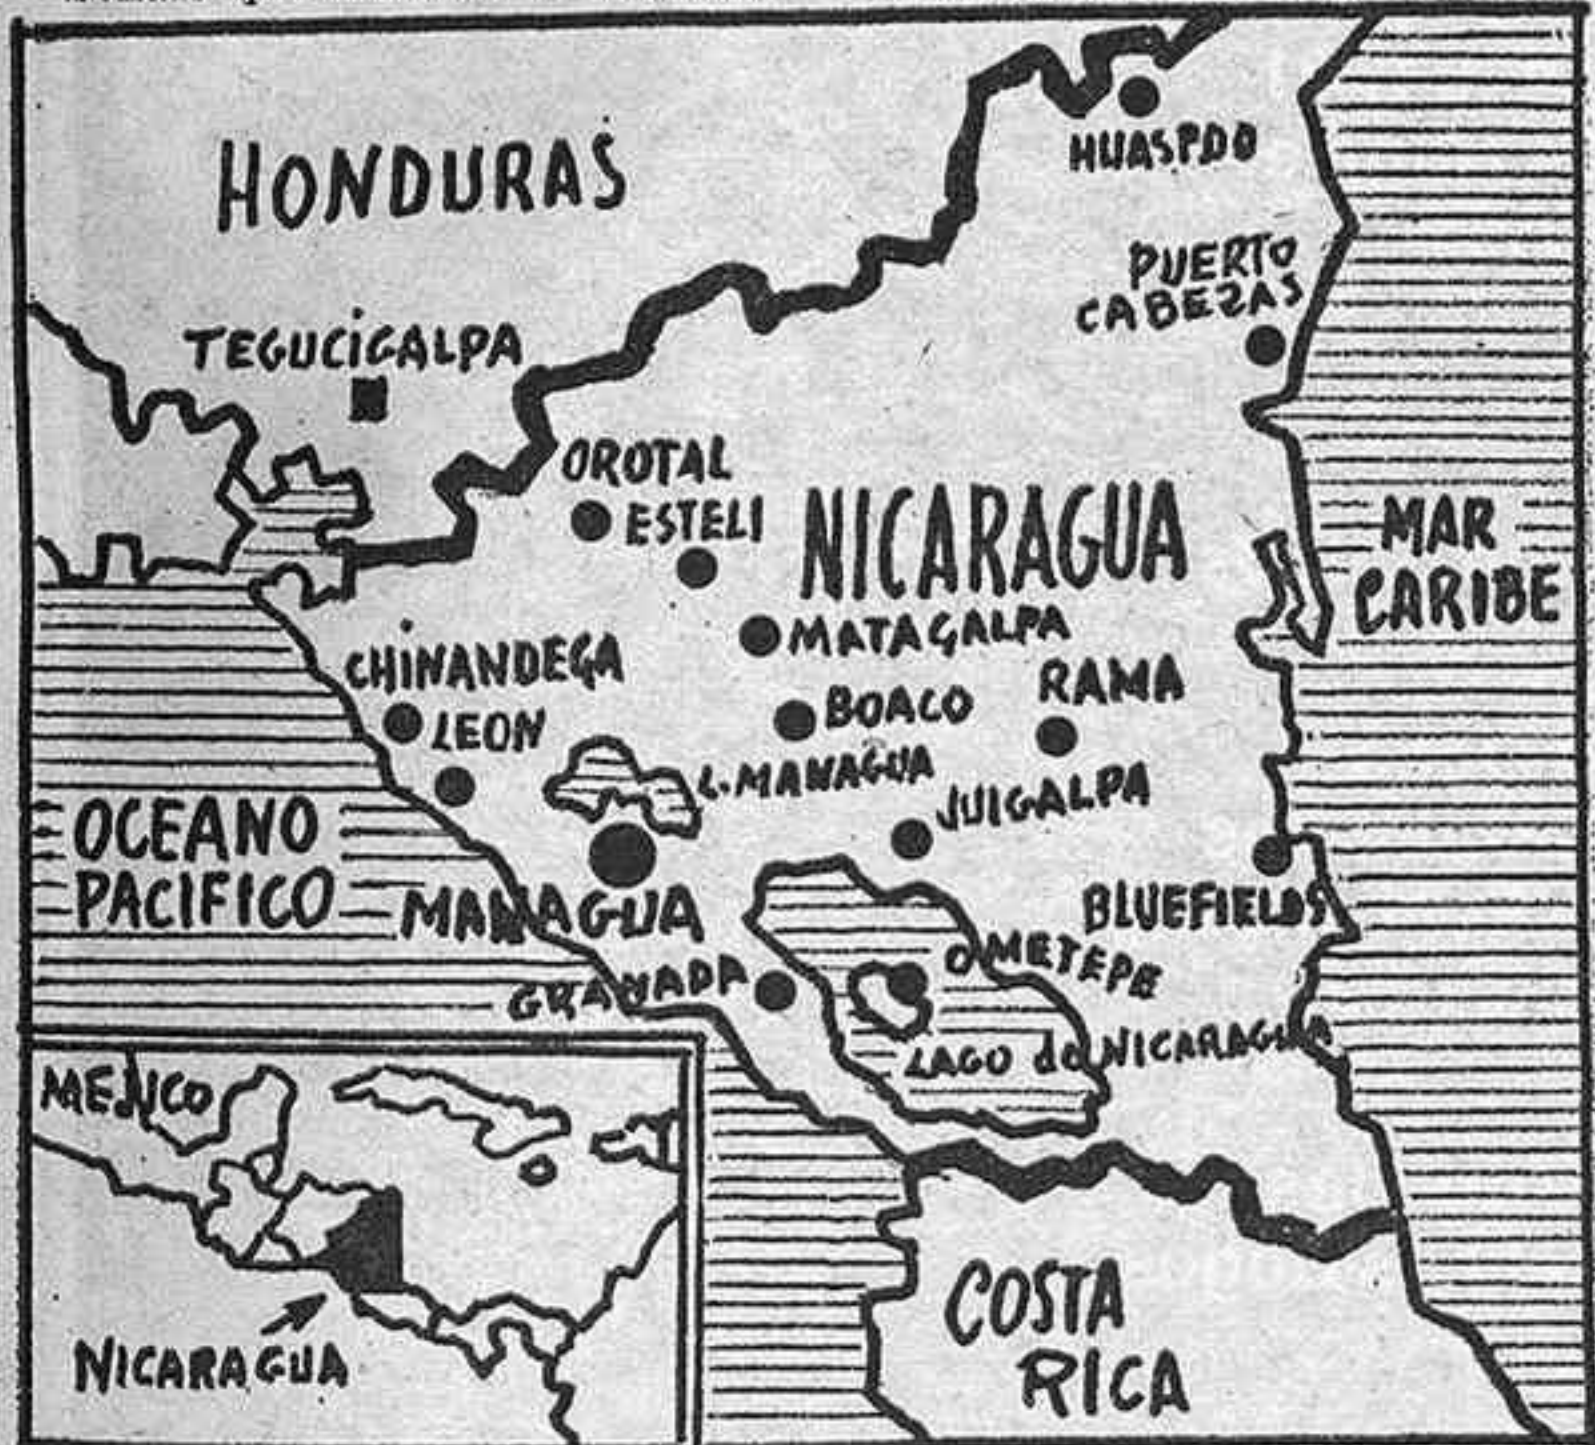 HONDURAS
HUASPDO
PUERTO
CABEZAS
TEGUCIGALPA
OROTAL
ESTELI
NICARAGUA
MAR
CARIBE
MATAGALPA
CHINANDEGA
RAMA
BOACO
LEON
L. MANAGUA
JUIGALPA
OCEANO
PACIFICO
MANAGUA
BLUEFIELDS
OMETEPE
GRANADA
LAGO de NICARAGUA
MEJICO
NICARAGUA
COSTA
RICA